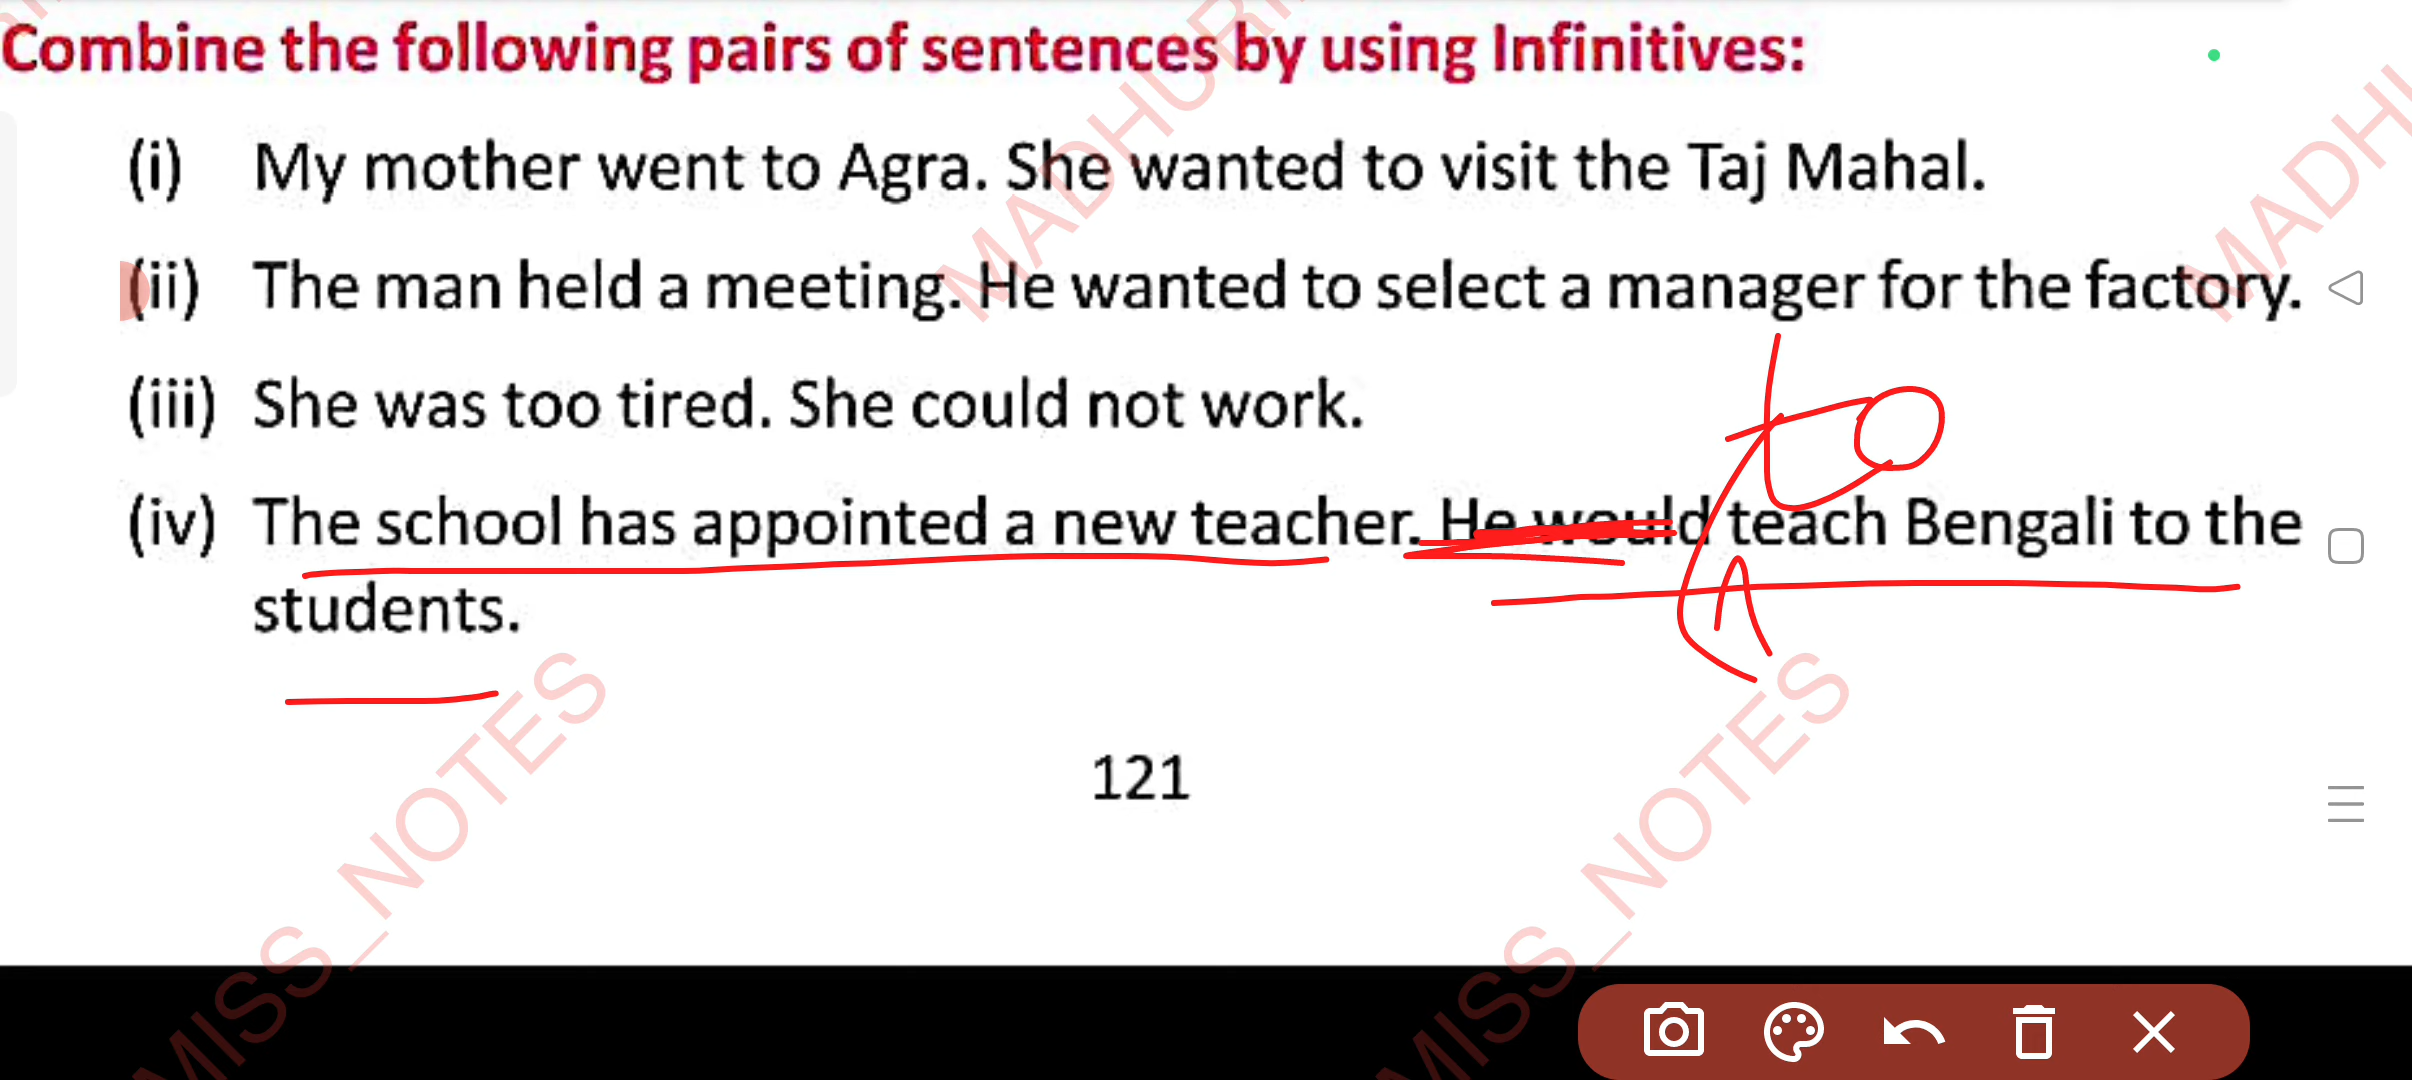 Combine the following pairs of sentences by using Infinitives:
(i) My mother went to Agra. She wanted to visit the Taj Mahal.
(ii) The man held a meeting. He wanted to select a manager for the factory.
(iii) She was too tired. She could not work.
to
(iv) The school has appointed a new teacher. He would teach Bengali to the
students.
121
MISS_NOTES
MISS_NOTES